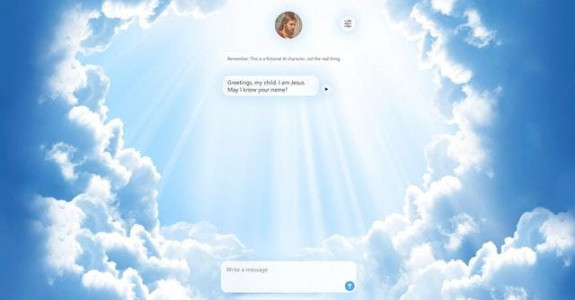 Remember: This is a fictional AI character, not the real thing
Greetings, my child. I am Jesus.
May I know your name?
Write a message